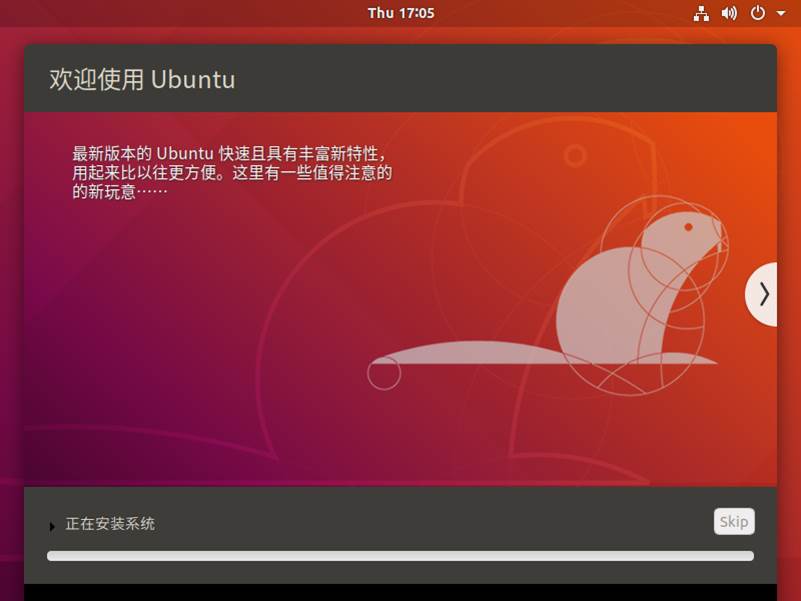 Thu 17:05
欢迎使用 Ubuntu
最新版本的 Ubuntu 快速且具有丰富新特性，
用起来比以往更方便。这里有一些值得注意的
的新玩意……
正在安装系统
Skip